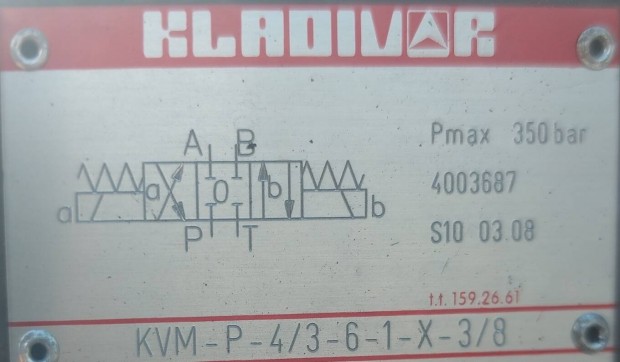 KLADIVAR
A B
Pmax 350 bar
a 0 b
4003687
a b
P T
S10 03.08
t.t. 159.26.61
KVM-P-4/3-6-1-X-3/8